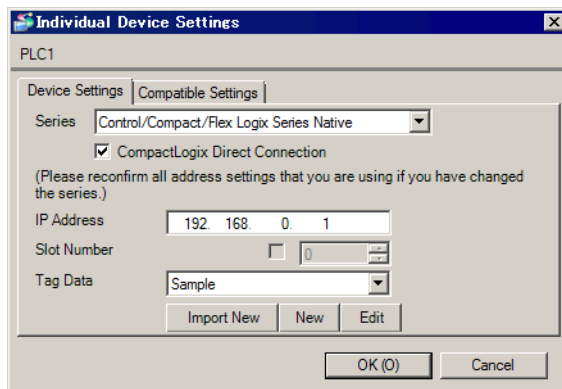 Individual Device Settings
PLC1
Device Settings Compatible Settings
Series Control/Compact/Flex Logix Series Native
CompactLogix Direct Connection
(Please reconfirm all address settings that you are using if you have changed
the series.)
IP Address 192. 168. 0. 1
Slot Number 0
Tag Data Sample
Import New New Edit
OK (O) Cancel